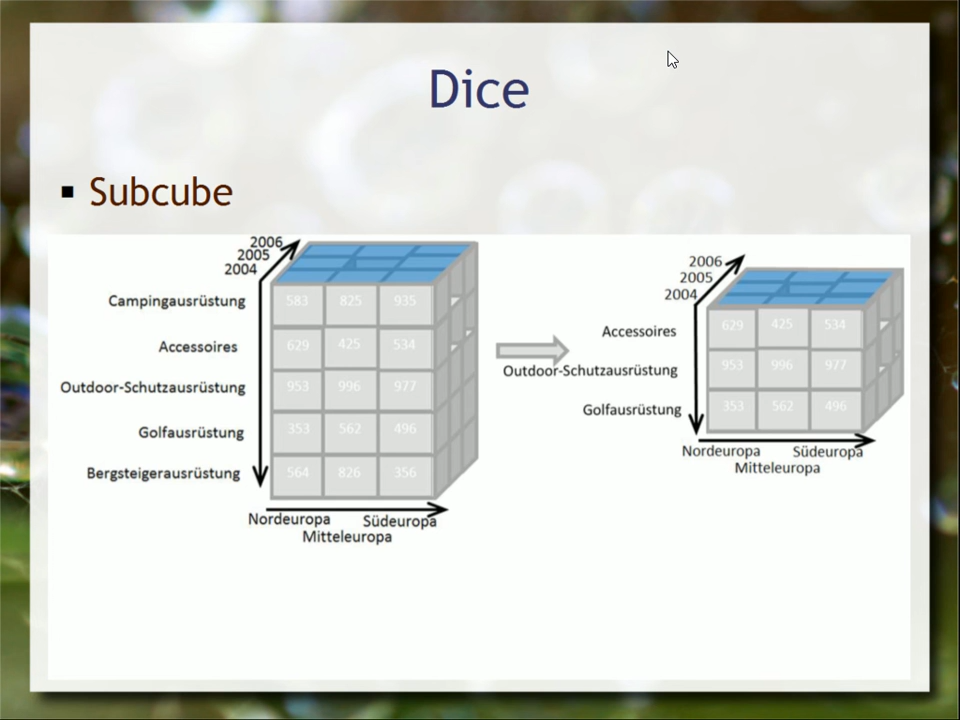 Dice
Subcube
2006
2005
2004
Campingausrüstung 583 825 935
Accessoires 629 425 534
Outdoor-Schutzausrüstung 953 996 977
Golfausrüstung 353 562 496
Bergsteigerausrüstung 564 826 356
Nordeuropa Südeuropa
Mitteleuropa
2006
2005
2004
Accessoires 629 425 534
Outdoor-Schutzausrüstung 953 996 977
Golfausrüstung 353 562 496
Nordeuropa Südeuropa
Mitteleuropa